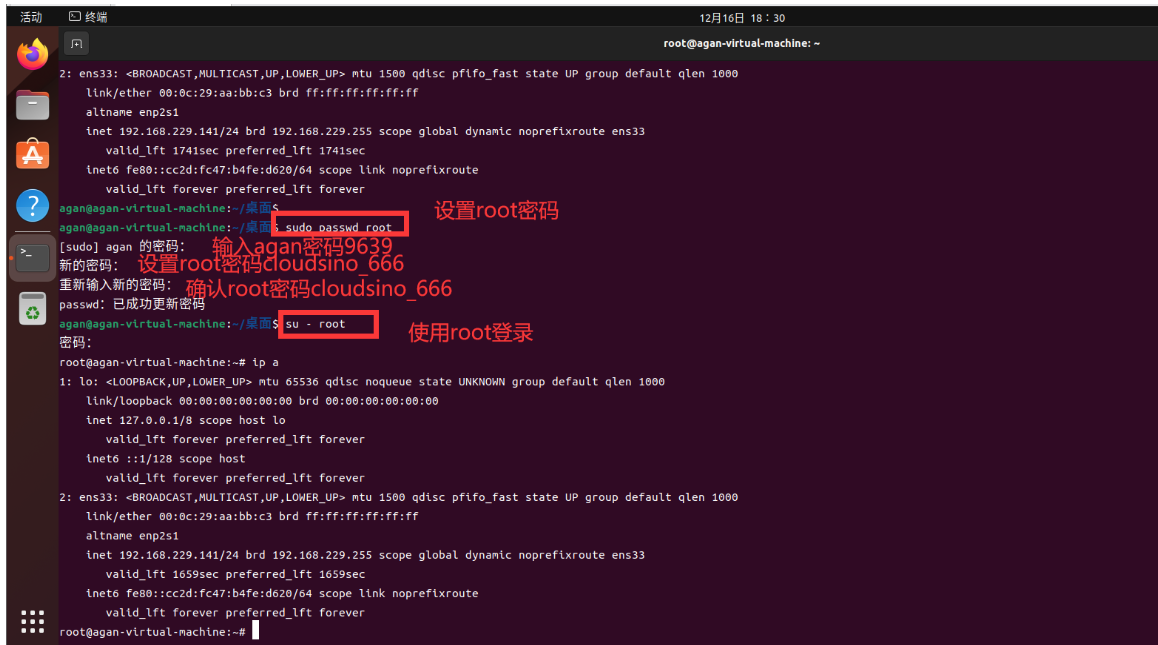 活动 终端 12月16日 18:30
root@agan-virtual-machine: ~
2: ens33: <BROADCAST,MULTICAST,UP,LOWER_UP> mtu 1500 qdisc pfifo_fast state UP group default qlen 1000
link/ether 00:0c:29:aa:bb:c3 brd ff:ff:ff:ff:ff:ff
altname enp2s1
inet 192.168.229.141/24 brd 192.168.229.255 scope global dynamic noprefixroute ens33
valid_lft 1741sec preferred_lft 1741sec
inet6 fe80::cc2d:fc47:b4fe:d620/64 scope link noprefixroute
valid_lft forever preferred_lft forever
agan@agan-virtual-machine:~/桌面$
设置root密码
agan@agan-virtual-machine:~/桌面$ sudo passwd root
[sudo] agan 的密码： 输入agan密码9639
新的密码： 设置root密码cloudsino_666
重新输入新的密码： 确认root密码cloudsino_666
passwd：已成功更新密码
agan@agan-virtual-machine:~/桌面$ su - root 使用root登录
密码：
root@agan-virtual-machine:~# ip a
1: lo: <LOOPBACK,UP,LOWER_UP> mtu 65536 qdisc noqueue state UNKNOWN group default qlen 1000
link/loopback 00:00:00:00:00:00 brd 00:00:00:00:00:00
inet 127.0.0.1/8 scope host lo
valid_lft forever preferred_lft forever
inet6 ::1/128 scope host
valid_lft forever preferred_lft forever
2: ens33: <BROADCAST,MULTICAST,UP,LOWER_UP> mtu 1500 qdisc pfifo_fast state UP group default qlen 1000
link/ether 00:0c:29:aa:bb:c3 brd ff:ff:ff:ff:ff:ff
altname enp2s1
inet 192.168.229.141/24 brd 192.168.229.255 scope global dynamic noprefixroute ens33
valid_lft 1659sec preferred_lft 1659sec
inet6 fe80::cc2d:fc47:b4fe:d620/64 scope link noprefixroute
valid_lft forever preferred_lft forever
root@agan-virtual-machine:~#